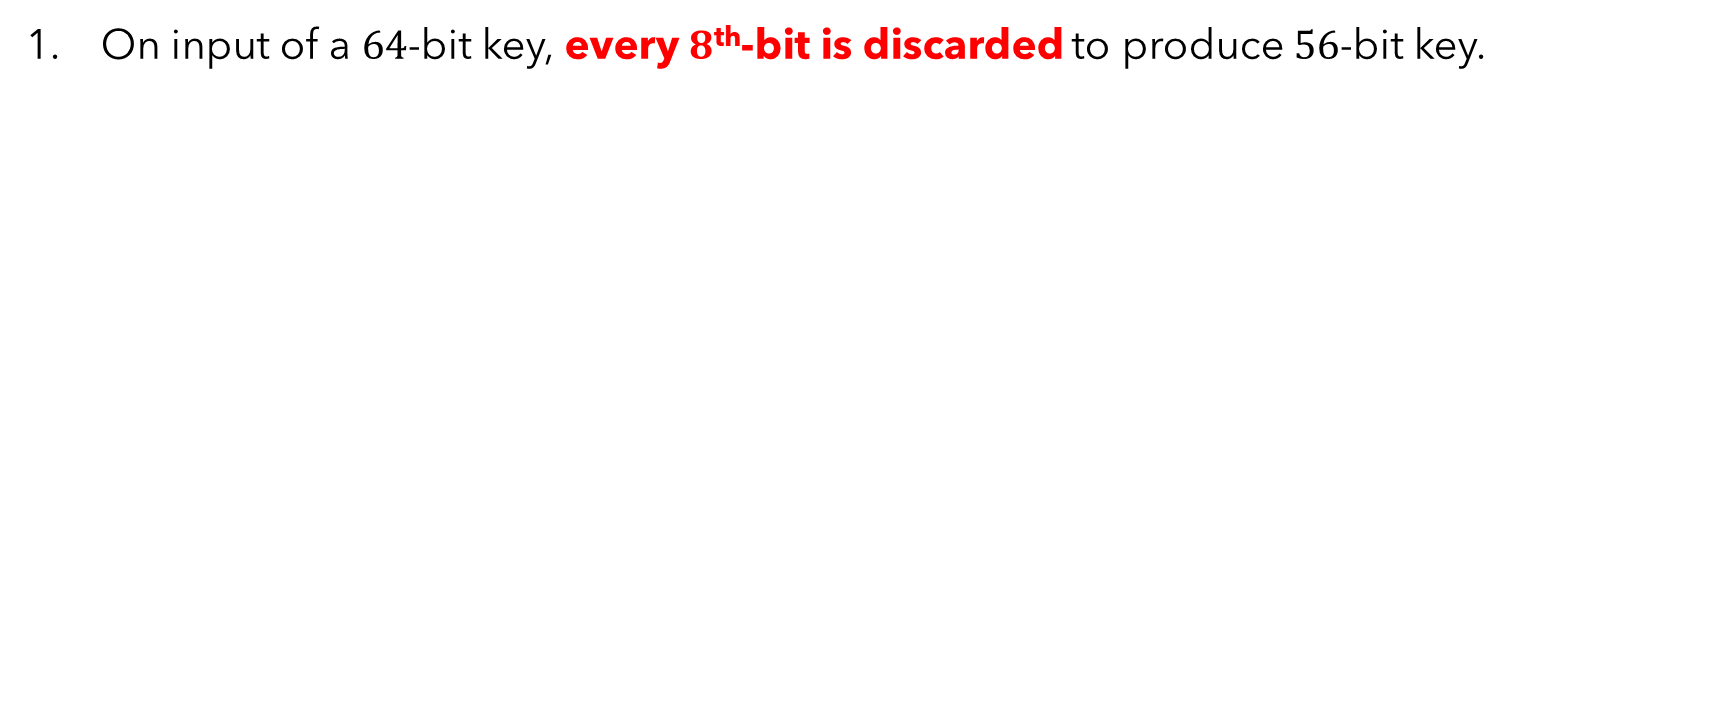 1. On input of a 64-bit key, every 8th-bit is discarded to produce 56-bit key.